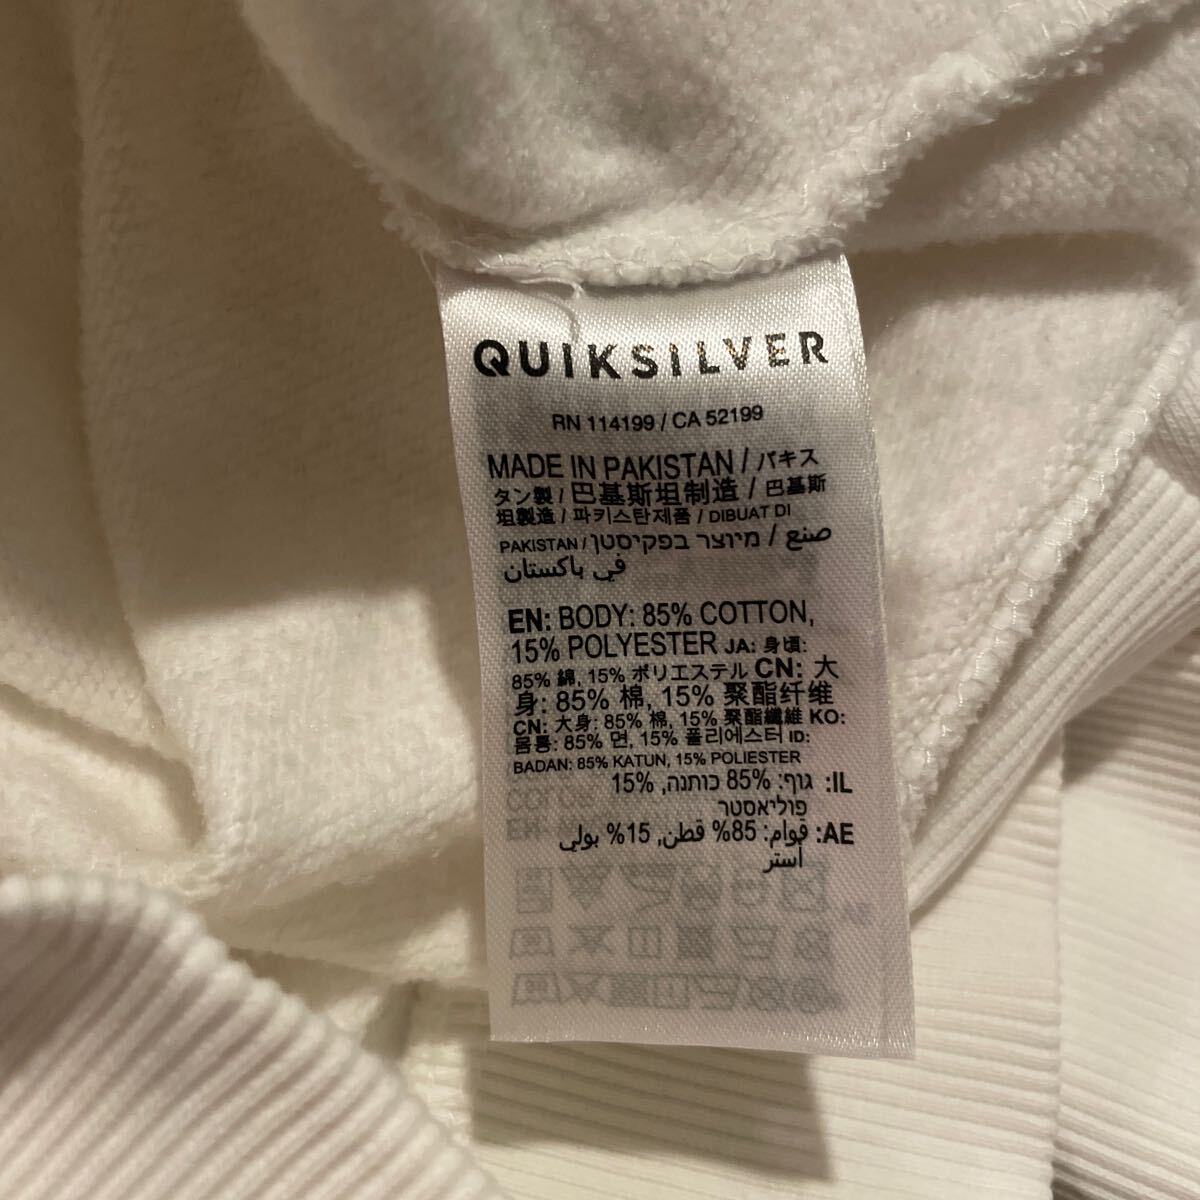 QUIKSILVER
RN 114199 / CA 52199
MADE IN PAKISTAN / パキス
タン製 / 巴基斯坦制造 / 巴基斯
坦製造 / 파키스탄제품 / DIBUAT DI
PAKISTAN / מיוצר בפקיסטן / صنع
في باكستان
EN: BODY: 85% COTTON,
15% POLYESTER JA: 身頃:
85% 綿, 15% ポリエステル CN: 大
身: 85% 棉, 15% 聚酯纤维
CN: 大身: 85% 棉, 15% 聚酯纖維 KO:
몸통: 85% 면, 15% 폴리에스터 ID:
BADAN: 85% KATUN, 15% POLIESTER
IL: גוף: 85% כותנה, 15%
פוליאסטר
AE: قوام: 85% قطن, 15% بولي
أستر